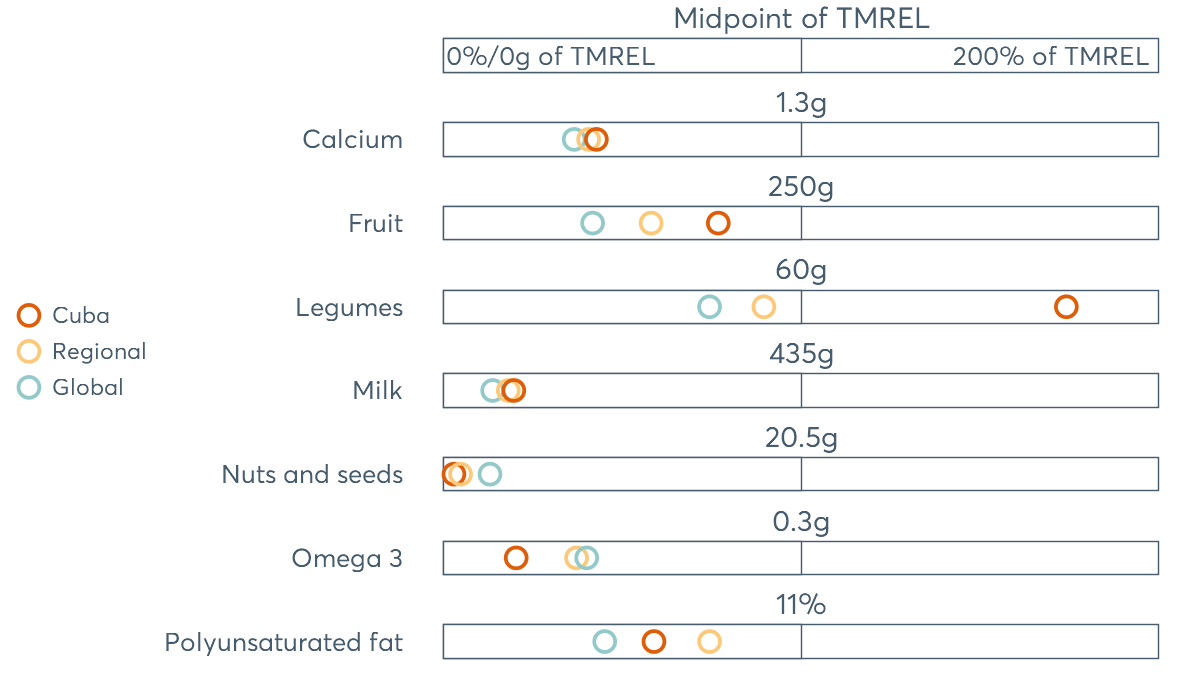 Midpoint of TMREL
0%/0g of TMREL
200% of TMREL
1.3g
Calcium
250g
Fruit
60g
Legumes
Cuba
Regional
Global
435g
Milk
20.5g
Nuts and seeds
0.3g
Omega 3
11%
Polyunsaturated fat